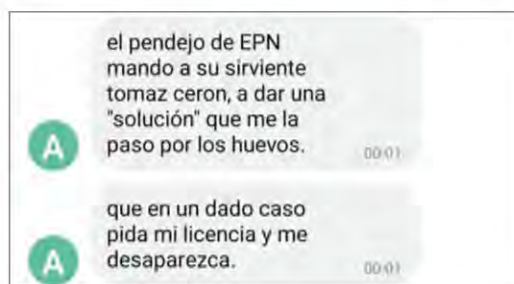 el pendejo de EPN
mando a su sirviente
tomaz ceron, a dar una
"solución" que me la
paso por los huevos.
00:01
A
que en un dado caso
pida mi licencia y me
desaparezca.
00:01
A